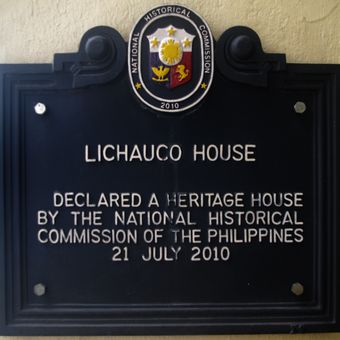 NATIONAL HISTORICAL COMMISSION
2010
LICHAUCO HOUSE
DECLARED A HERITAGE HOUSE
BY THE NATIONAL HISTORICAL
COMMISSION OF THE PHILIPPINES
21 JULY 2010